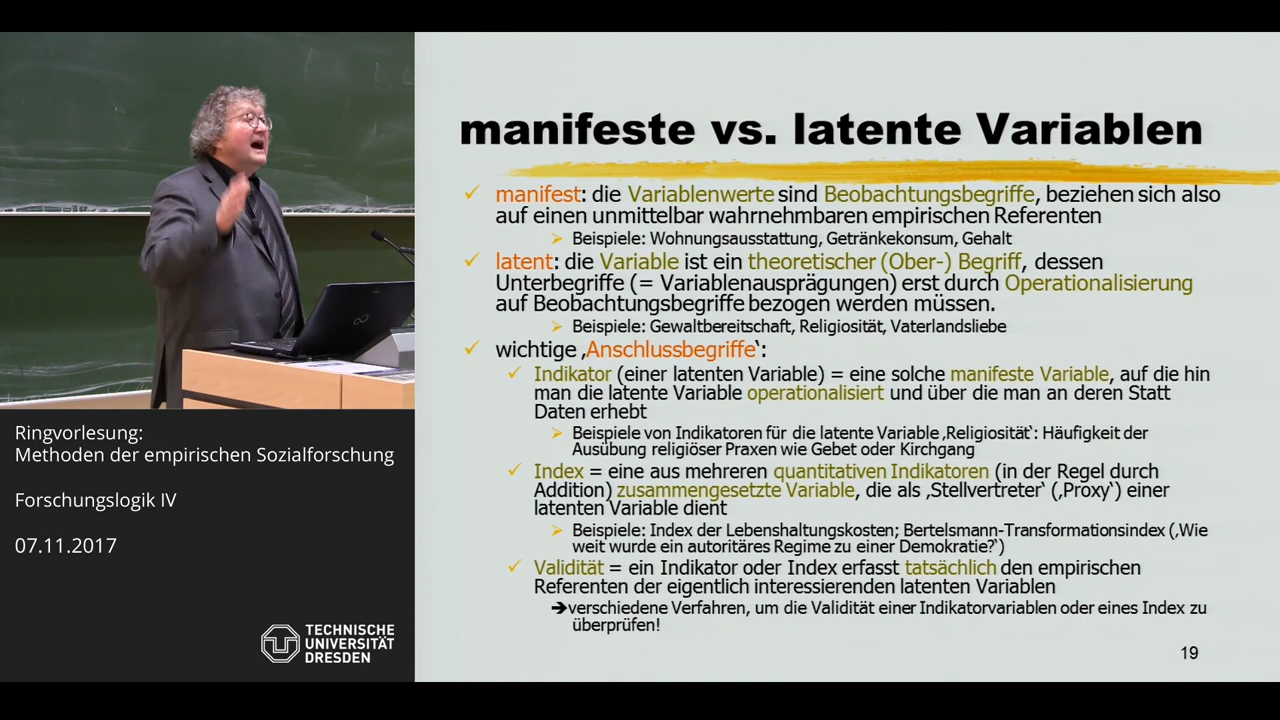 manifeste vs. latente Variablen
manifest: die Variablenwerte sind Beobachtungsbegriffe, beziehen sich also
auf einen unmittelbar wahrnehmbaren empirischen Referenten
Beispiele: Wohnungsausstattung, Getränkekonsum, Gehalt
latent: die Variable ist ein theoretischer (Ober-) Begriff, dessen
Unterbegriffe (= Variablenausprägungen) erst durch Operationalisierung
auf Beobachtungsbegriffe bezogen werden müssen.
Beispiele: Gewaltbereitschaft, Religiosität, Vaterlandsliebe
wichtige ‚Anschlussbegriffe‘:
Indikator (einer latenten Variable) = eine solche manifeste Variable, auf die hin
man die latente Variable operationalisiert und über die man an deren Statt
Daten erhebt
Beispiele von Indikatoren für die latente Variable ‚Religiosität‘: Häufigkeit der
Ausübung religiöser Praxen wie Gebet oder Kirchgang
Index = eine aus mehreren quantitativen Indikatoren (in der Regel durch
Addition) zusammengesetzte Variable, die als ‚Stellvertreter‘ (‚Proxy‘) einer
latenten Variable dient
Beispiele: Index der Lebenshaltungskosten; Bertelsmann-Transformationsindex (‚Wie
weit wurde ein autoritäres Regime zu einer Demokratie?‘)
Validität = ein Indikator oder Index erfasst tatsächlich den empirischen
Referenten der eigentlich interessierenden latenten Variablen
➔verschiedene Verfahren, um die Validität einer Indikatorvariablen oder eines Index zu
überprüfen!
19
Ringvorlesung:
Methoden der empirischen Sozialforschung
Forschungslogik IV
07.11.2017
TECHNISCHE
UNIVERSITÄT
DRESDEN